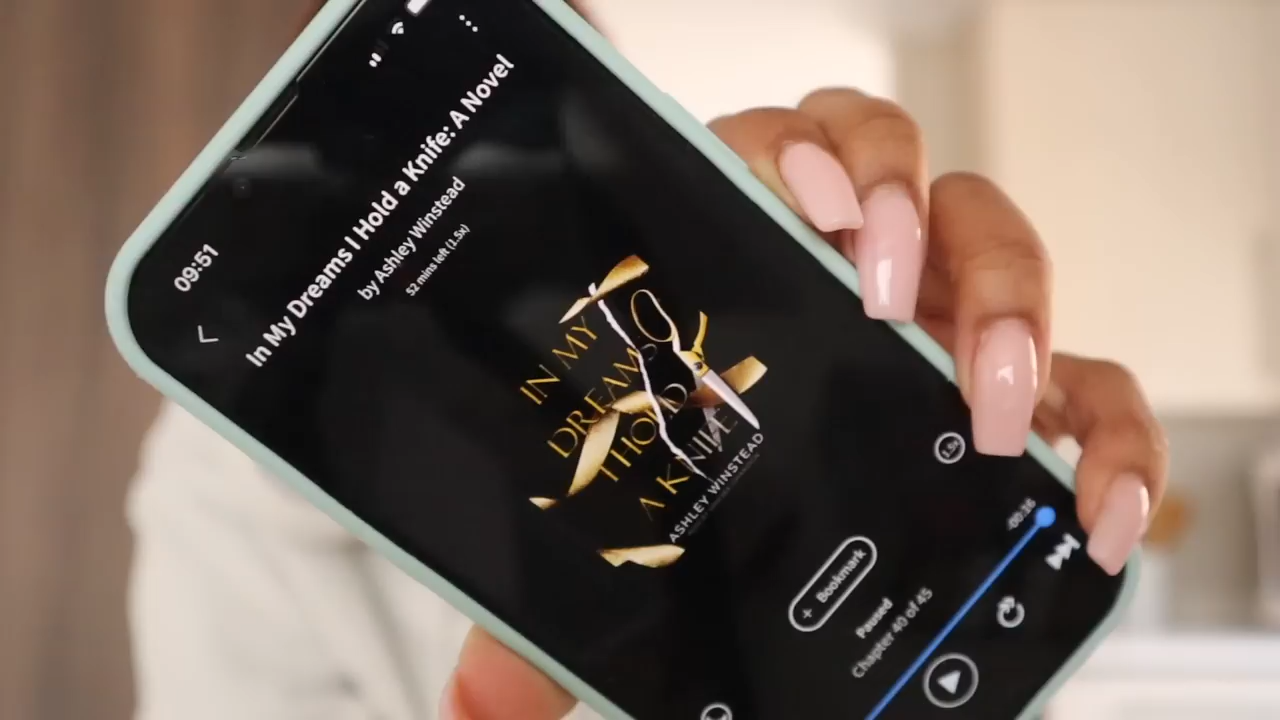 09:51
In My Dreams I Hold a Knife: A Novel
by Ashley Winstead
52 mins left (1.5x)
IN MY
DREAMS
I HOLD
A KNIFE
ASHLEY WINSTEAD
1.5x
-00:16
+ Bookmark
Paused
Chapter 40 of 45